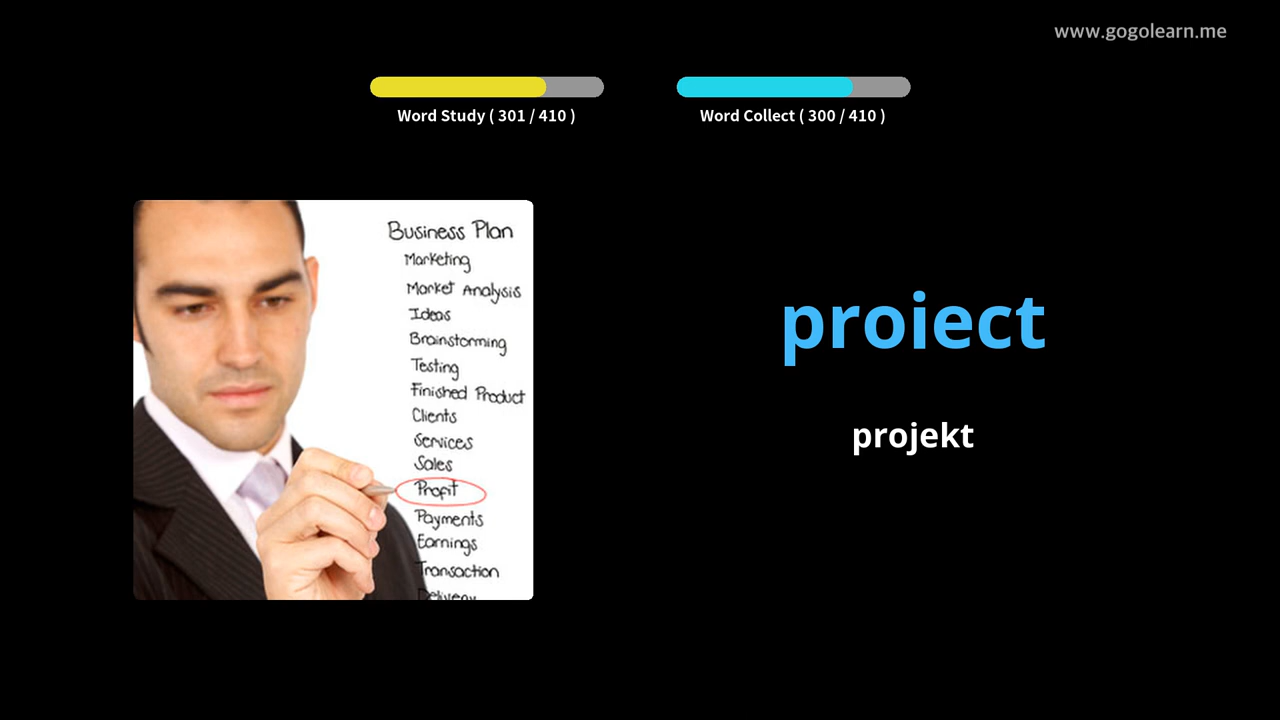 www.gogolearn.me
Word Study ( 301 / 410 )
Word Collect ( 300 / 410 )
Business Plan
Marketing
Market Analysis
Ideas
Brainstorming
Testing
Finished Product
Clients
Services
Sales
Profit
Payments
Earnings
Transaction
Delivery
proiect
projekt